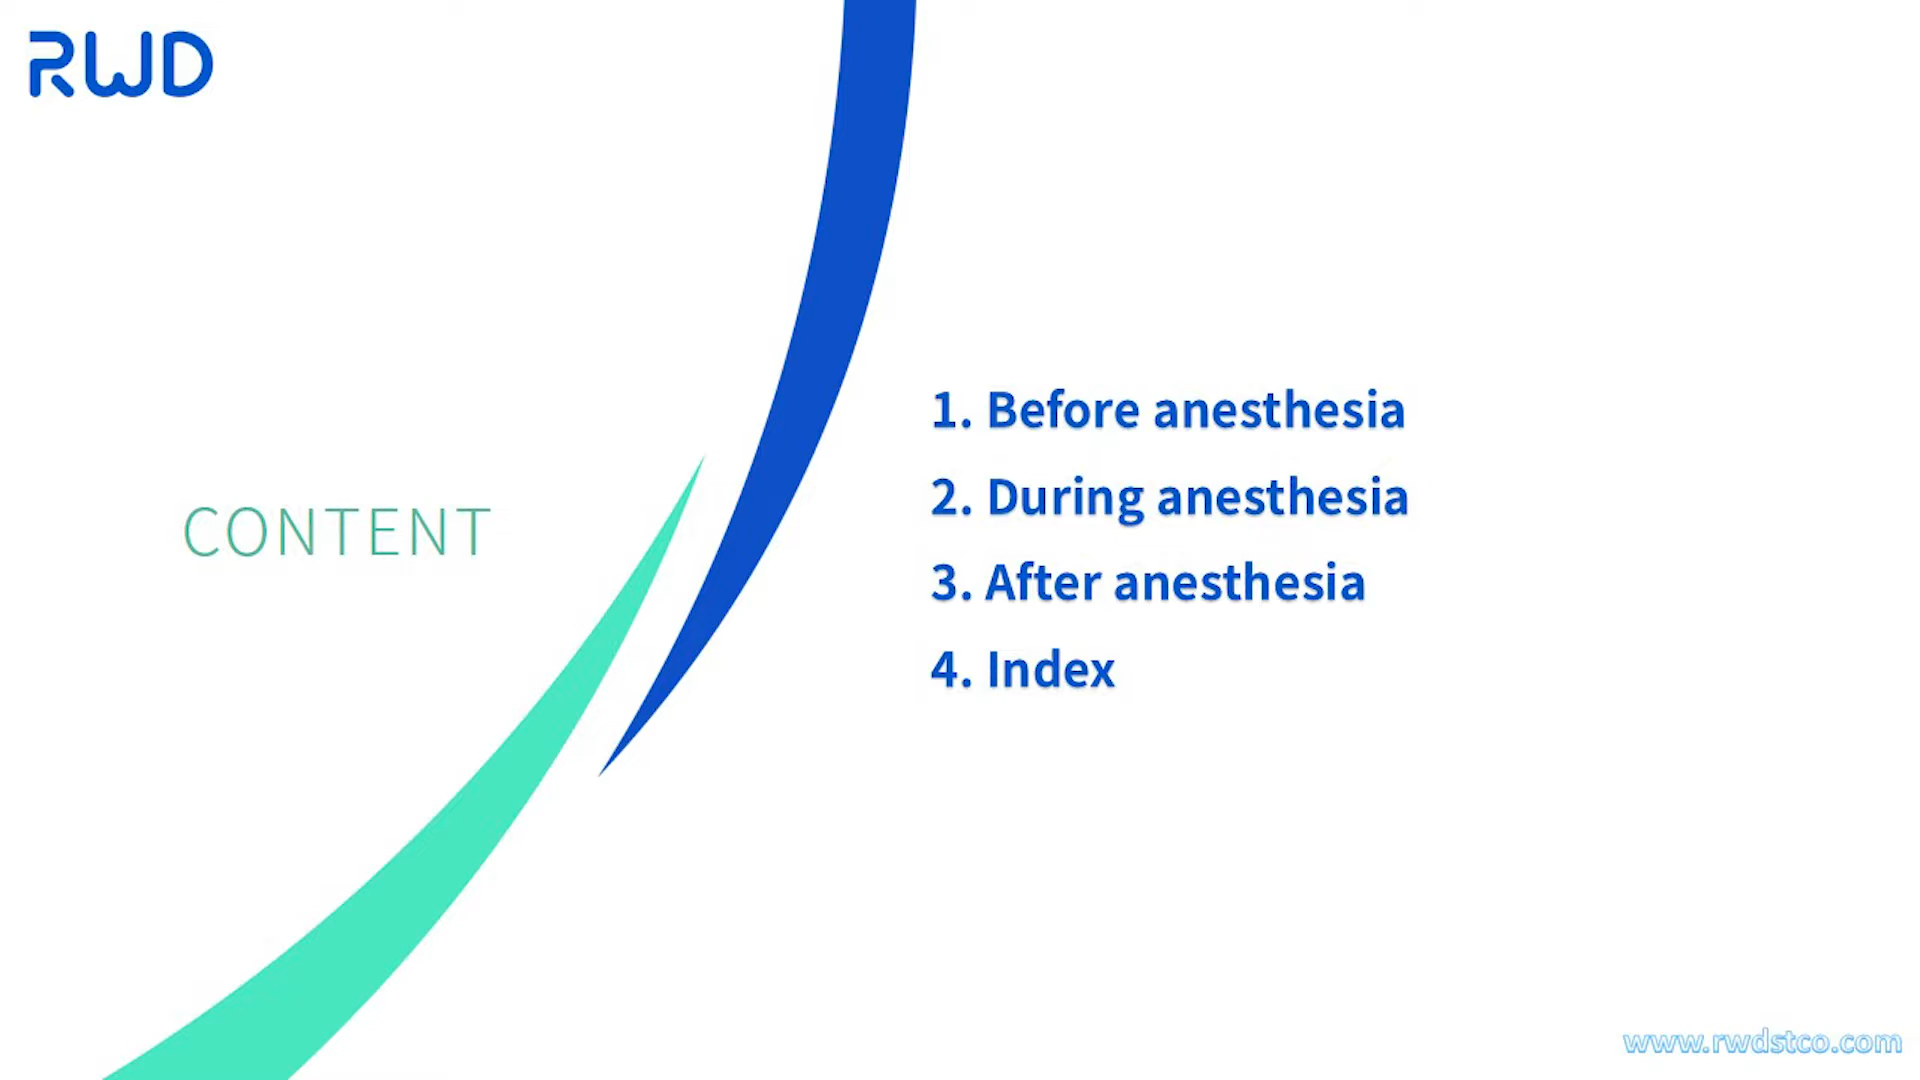 RWD
CONTENT
1. Before anesthesia
2. During anesthesia
3. After anesthesia
4. Index
www.rwdstco.com